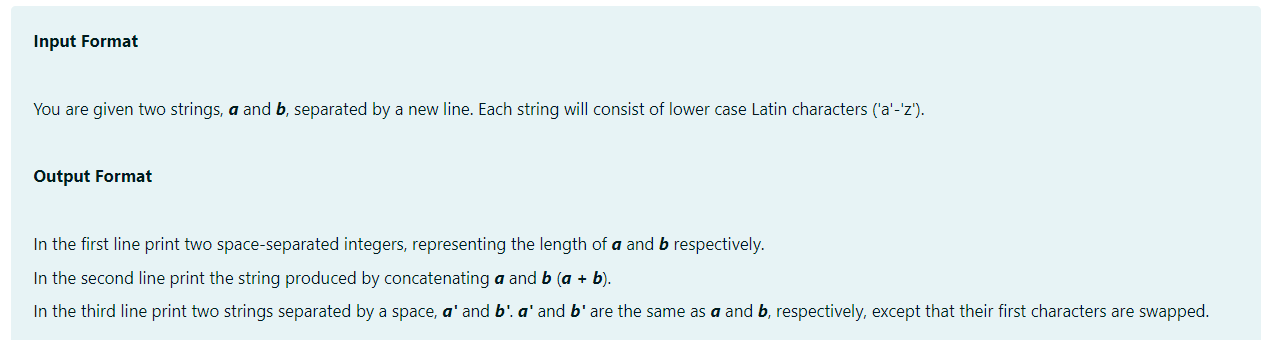 Input Format
You are given two strings, a and b, separated by a new line. Each string will consist of lower case Latin characters ('a'-'z').
Output Format
In the first line print two space-separated integers, representing the length of a and b respectively.
In the second line print the string produced by concatenating a and b (a + b).
In the third line print two strings separated by a space, a' and b'. a' and b' are the same as a and b, respectively, except that their first characters are swapped.